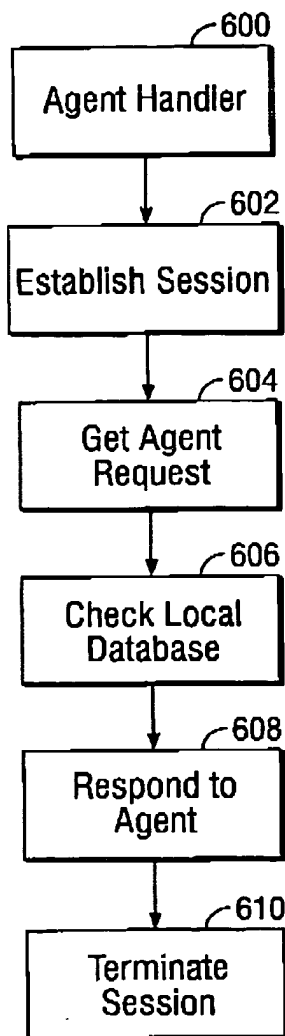 600
Agent Handler
602
Establish Session
604
Get Agent
Request
606
Check Local
Database
608
Respond to
Agent
610
Terminate
Session